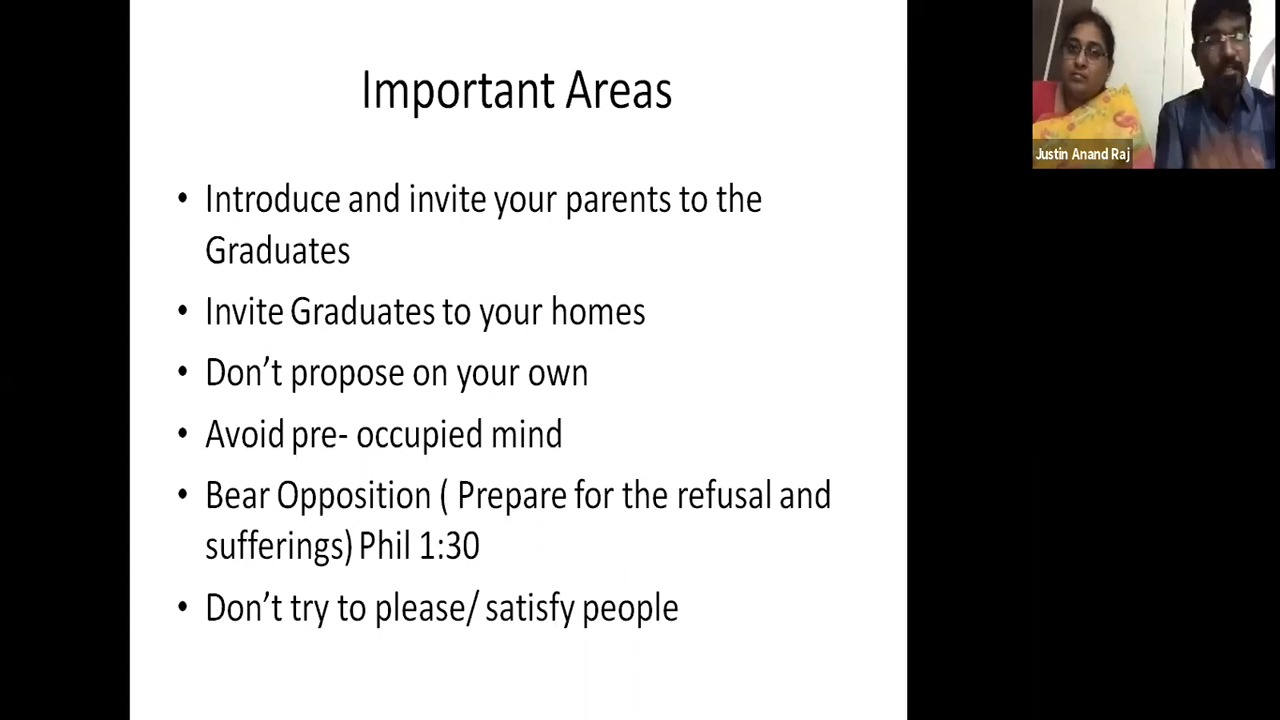 Important Areas
• Introduce and invite your parents to the
Graduates
• Invite Graduates to your homes
• Don’t propose on your own
• Avoid pre- occupied mind
• Bear Opposition ( Prepare for the refusal and
sufferings) Phil 1:30
• Don’t try to please/ satisfy people
Justin Anand Raj